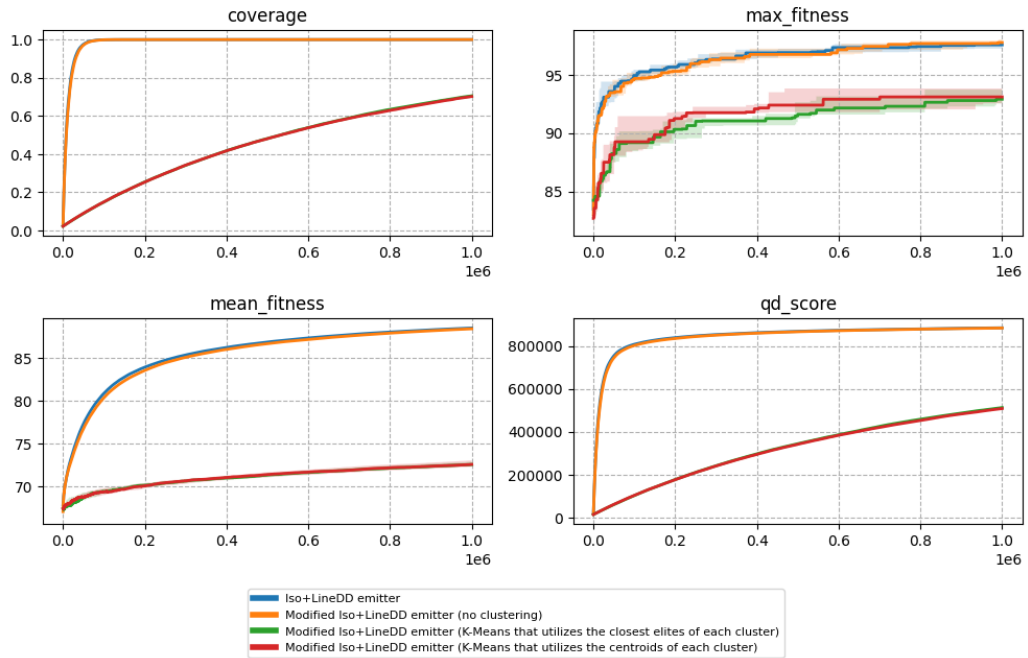 coverage
1.0
0.8
0.6
0.4
0.2
0.0
0.0 0.2 0.4 0.6 0.8 1.0
1e6
max_fitness
95
90
85
0.0 0.2 0.4 0.6 0.8 1.0
1e6
mean_fitness
85
80
75
70
0.0 0.2 0.4 0.6 0.8 1.0
1e6
qd_score
800000
600000
400000
200000
0
0.0 0.2 0.4 0.6 0.8 1.0
1e6
Iso+LineDD emitter
Modified Iso+LineDD emitter (no clustering)
Modified Iso+LineDD emitter (K-Means that utilizes the closest elites of each cluster)
Modified Iso+LineDD emitter (K-Means that utilizes the centroids of each cluster)